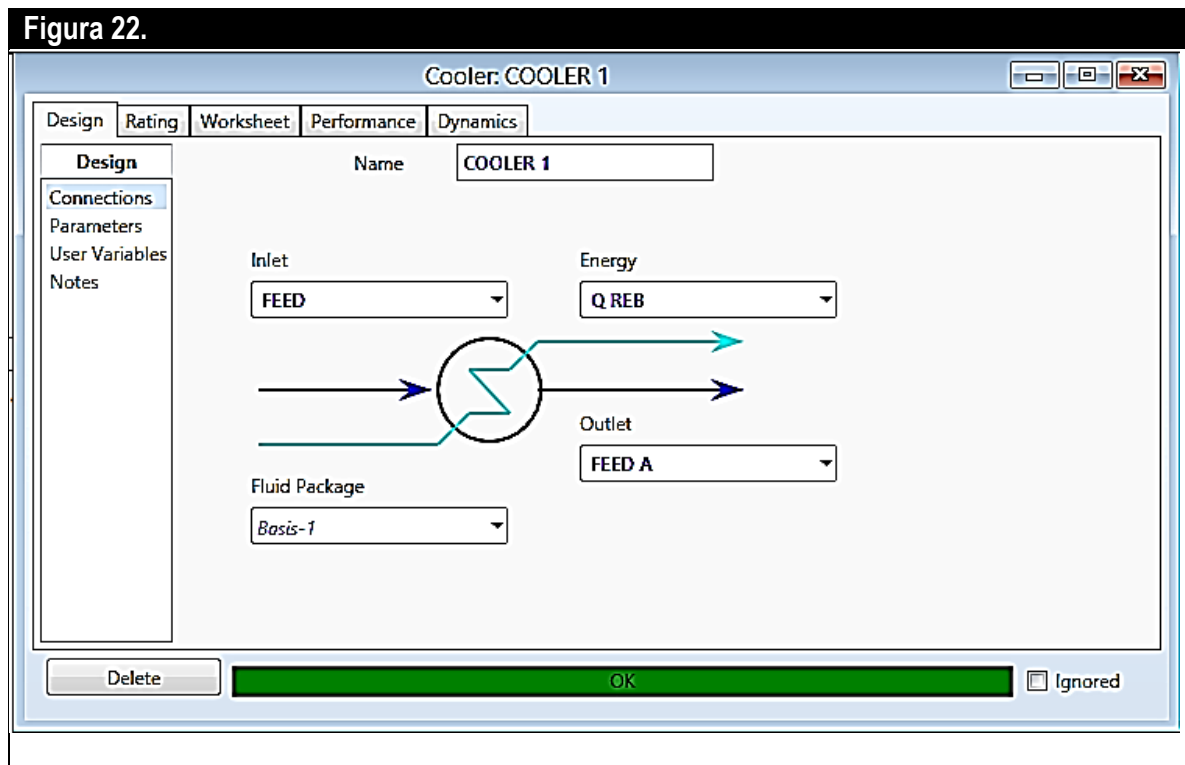 Figura 22.
Cooler: COOLER 1
Design Rating Worksheet Performance Dynamics
Design
Connections
Parameters
User Variables
Notes
Name COOLER 1
Inlet Energy
FEED Q REB
Outlet
FEED A
Fluid Package
Basis-1
Delete OK Ignored